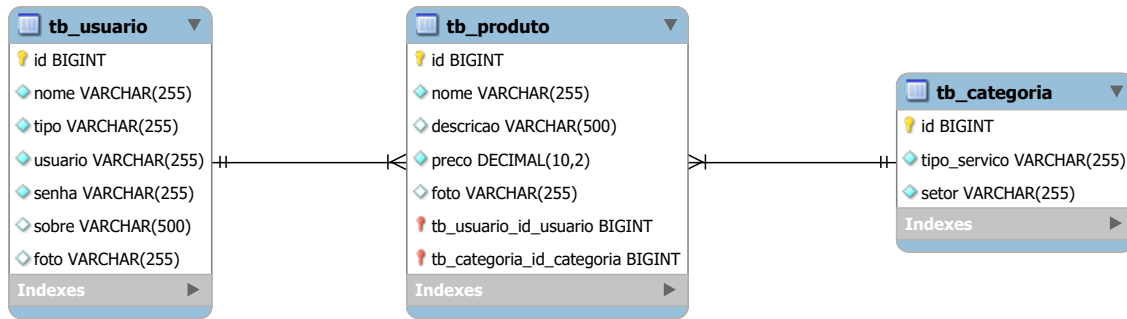 tb_usuario
id BIGINT
nome VARCHAR(255)
tipo VARCHAR(255)
usuario VARCHAR(255)
senha VARCHAR(255)
sobre VARCHAR(500)
foto VARCHAR(255)
Indexes
tb_produto
id BIGINT
nome VARCHAR(255)
descricao VARCHAR(500)
preco DECIMAL(10,2)
foto VARCHAR(255)
tb_usuario_id_usuario BIGINT
tb_categoria_id_categoria BIGINT
Indexes
tb_categoria
id BIGINT
tipo_servico VARCHAR(255)
setor VARCHAR(255)
Indexes